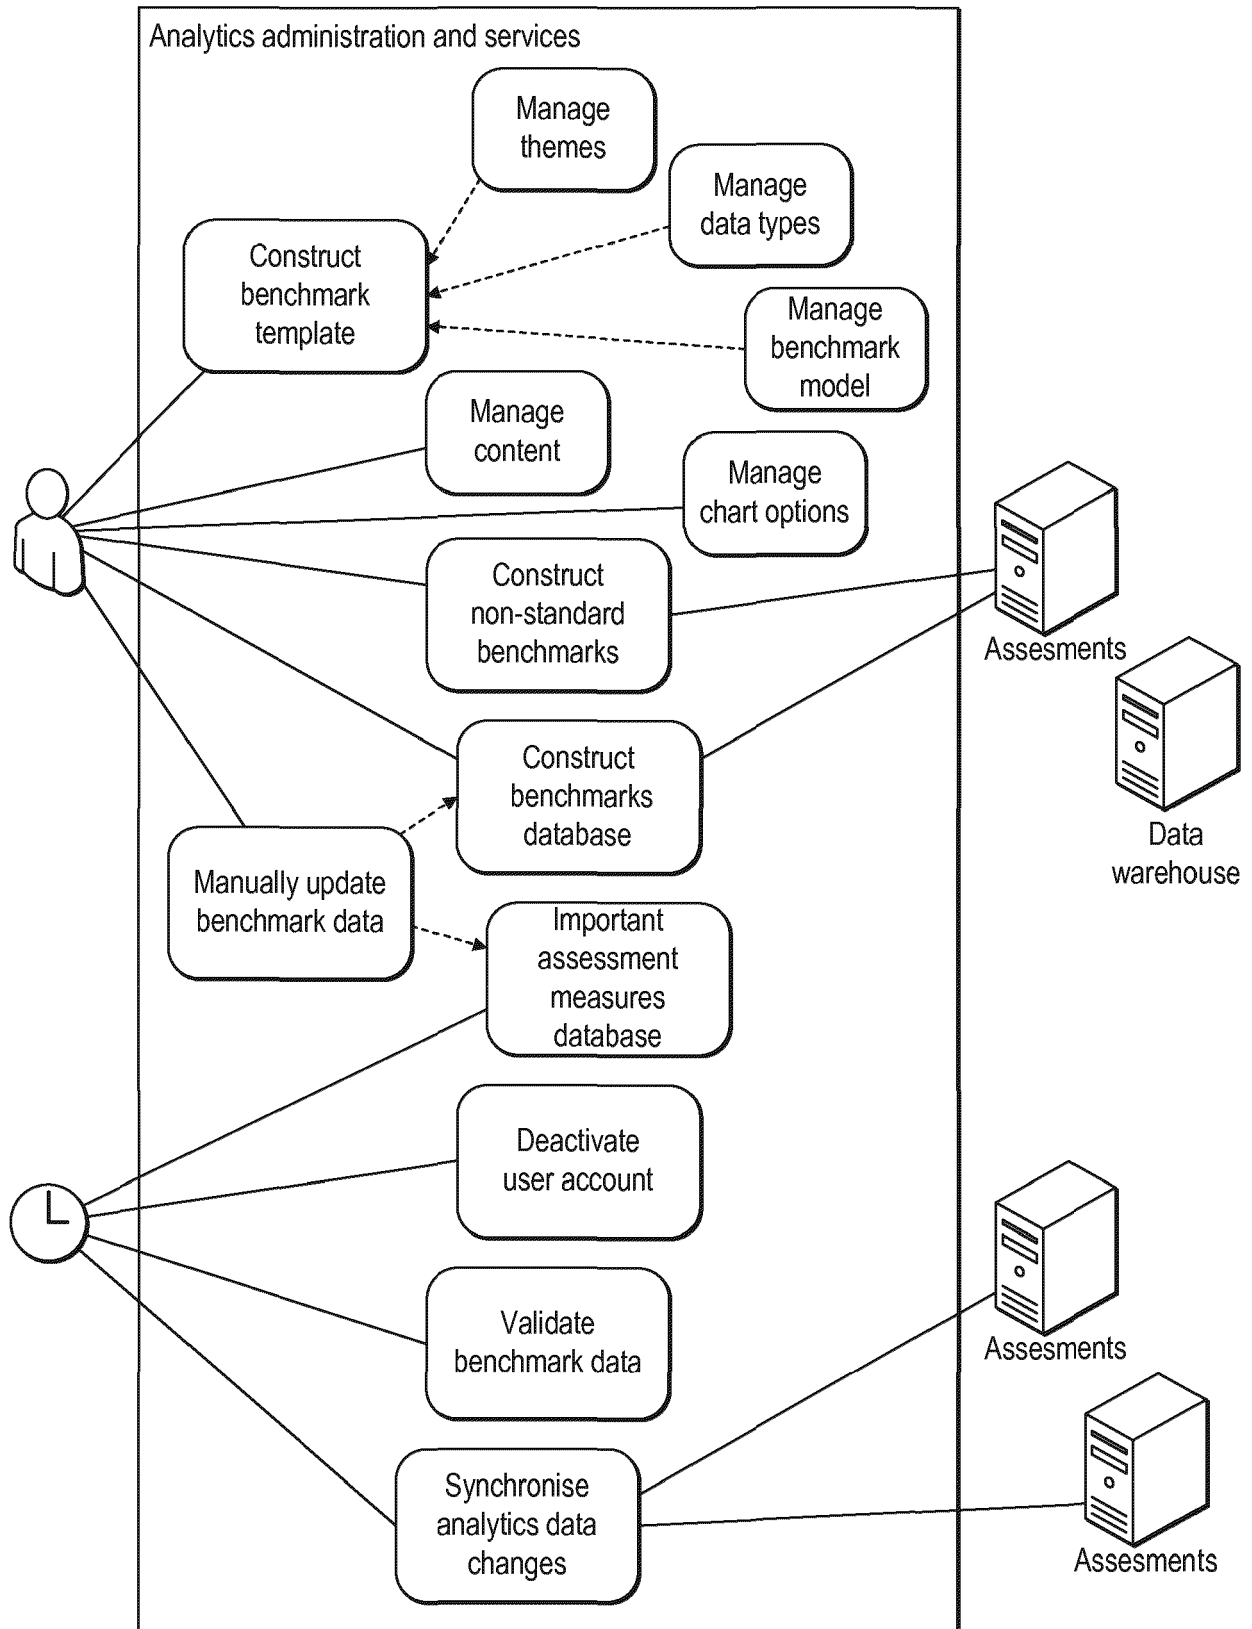 Analytics administration and services
Manage
themes
Manage
data types
Construct
benchmark
template
Manage
benchmark
model
Manage
content
Manage
chart options
Construct
non-standard
benchmarks
Assesments
Construct
benchmarks
database
Data
warehouse
Manually update
benchmark data
Important
assessment
measures
database
Deactivate
user account
Validate
benchmark data
Assesments
Synchronise
analytics data
changes
Assesments